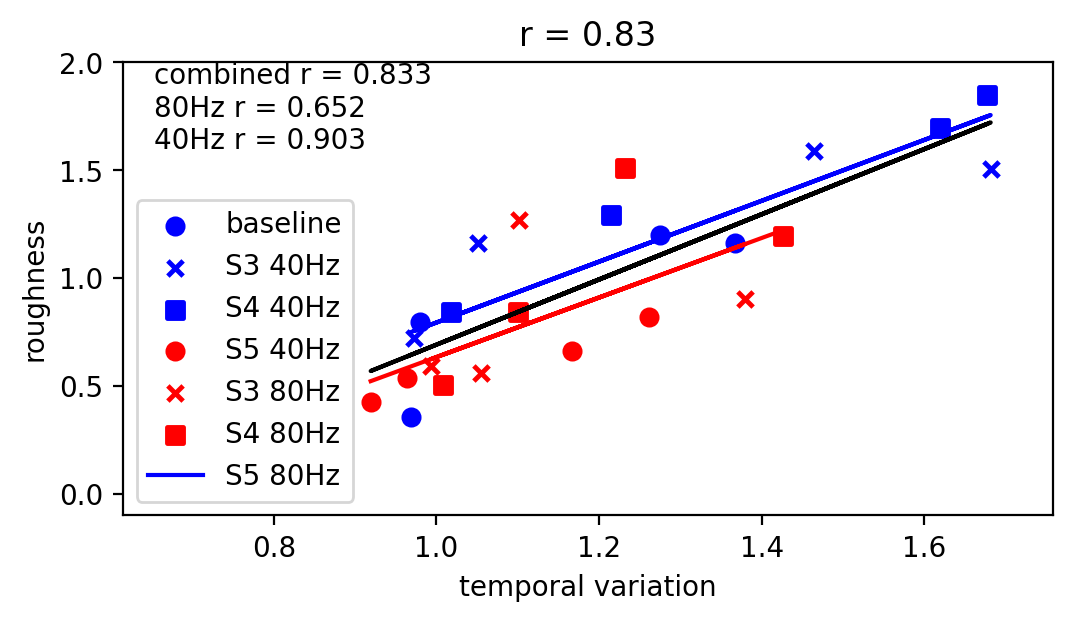 r = 0.83
combined r = 0.833
80Hz r = 0.652
40Hz r = 0.903
2.0
1.5
1.0
0.5
0.0
roughness
baseline
S3 40Hz
S4 40Hz
S5 40Hz
S3 80Hz
S4 80Hz
S5 80Hz
0.8 1.0 1.2 1.4 1.6
temporal variation